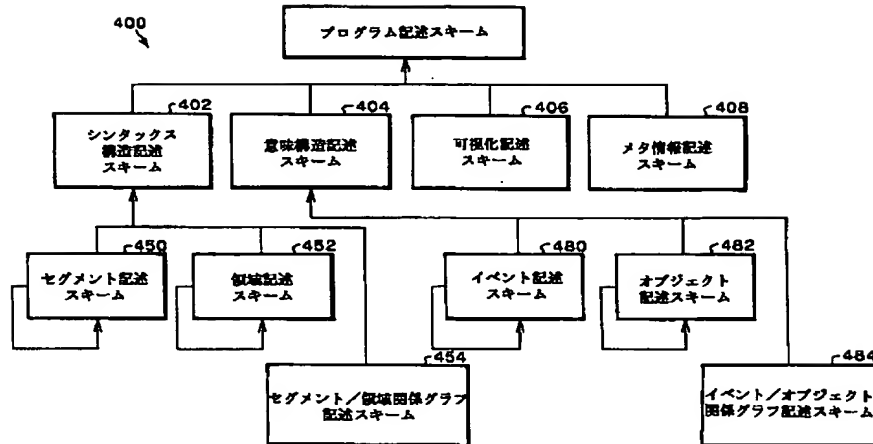 プログラム記述スキーム
400
402
404
406
408
シンタックス
構造記述
スキーム
意味構造記述
スキーム
可視化記述
スキーム
メタ情報記述
スキーム
450
452
480
482
セグメント記述
スキーム
領域記述
スキーム
イベント記述
スキーム
オブジェクト
記述スキーム
454
484
セグメント／領域関係グラフ
記述スキーム
イベント／オブジェクト
関係グラフ記述スキーム